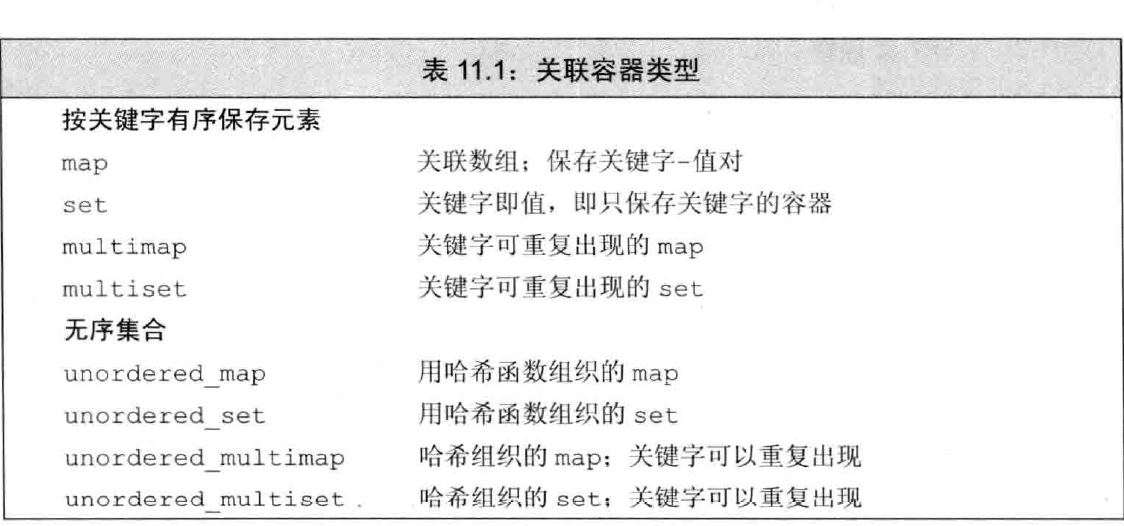 表 11.1：关联容器类型
按关键字有序保存元素
map 关联数组；保存关键字-值对
set 关键字即值，即只保存关键字的容器
multimap 关键字可重复出现的 map
multiset 关键字可重复出现的 set
无序集合
unordered_map 用哈希函数组织的 map
unordered_set 用哈希函数组织的 set
unordered_multimap 哈希组织的 map；关键字可以重复出现
unordered_multiset 哈希组织的 set；关键字可以重复出现